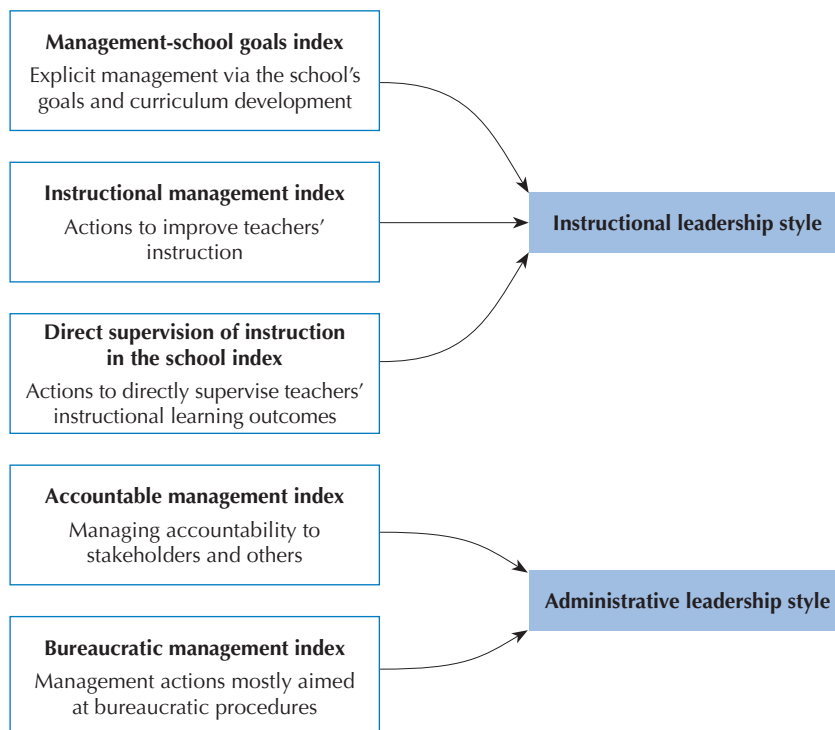 Management-school goals index
Explicit management via the school’s
goals and curriculum development
Instructional management index
Actions to improve teachers’
instruction
Instructional leadership style
Direct supervision of instruction
in the school index
Actions to directly supervise teachers’
instructional learning outcomes
Accountable management index
Managing accountability to
stakeholders and others
Administrative leadership style
Bureaucratic management index
Management actions mostly aimed
at bureaucratic procedures